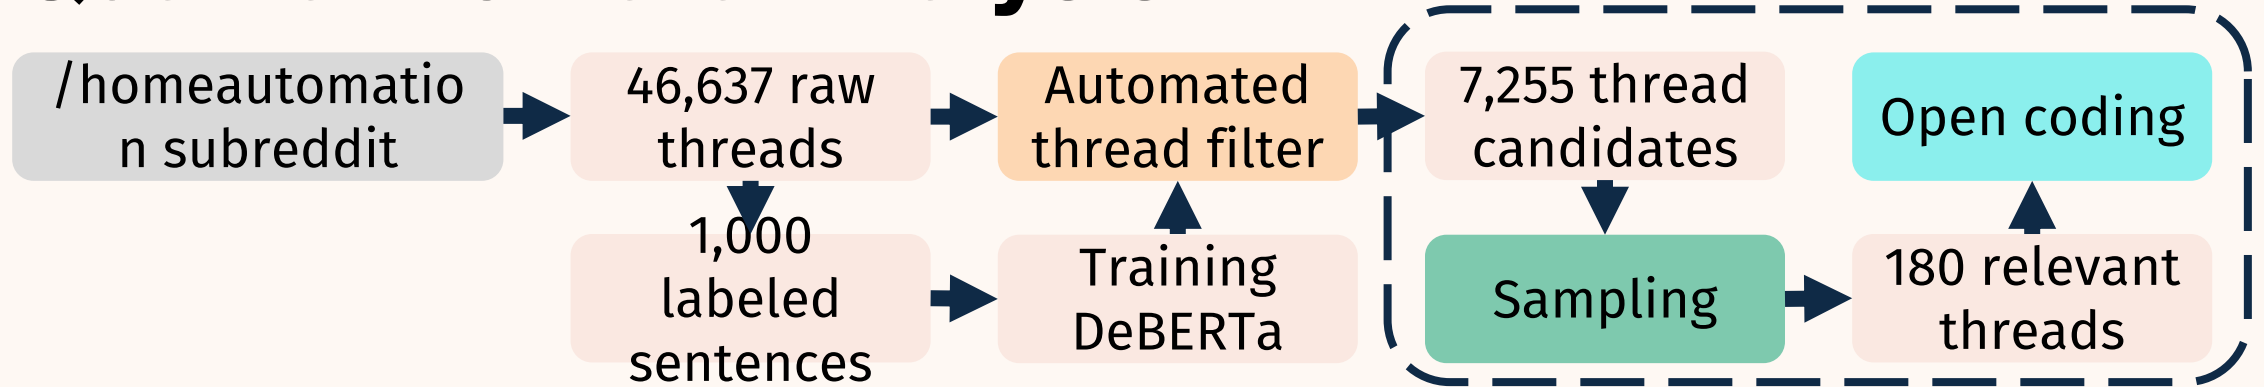 /homeautomatio
n subreddit
46,637 raw
threads
Automated
thread filter
7,255 thread
candidates
Open coding
1,000
labeled
sentences
Training
DeBERTa
Sampling
180 relevant
threads